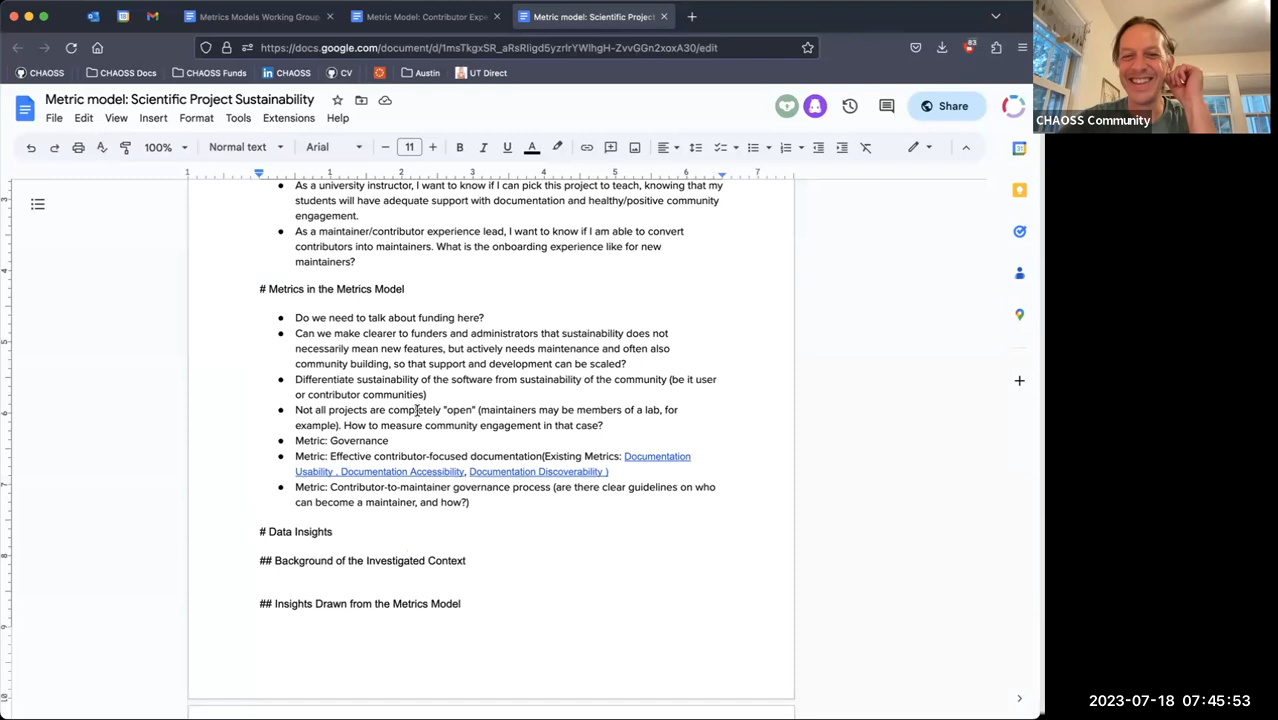 Metrics Models Working Group
Metric Model: Contributor Expe
Metric model: Scientific Project
https://docs.google.com/document/d/1msTkgxSR_aRsRIigd5yzrIrYWlhgH-ZvvGGn2xoxA30/edit
83
CHAOSS
CHAOSS Docs
CHAOSS Funds
CHAOSS
CV
Austin
UT Direct
CHAOSS Community
Metric model: Scientific Project Sustainability
File Edit View Insert Format Tools Extensions Help
Share
100% Normal text Arial 11
1 1 2 3 4 5 6 7
As a university instructor, I want to know if I can pick this project to teach, knowing that my
students will have adequate support with documentation and healthy/positive community
engagement.
As a maintainer/contributor experience lead, I want to know if I am able to convert
contributors into maintainers. What is the onboarding experience like for new
maintainers?
# Metrics in the Metrics Model
Do we need to talk about funding here?
Can we make clearer to funders and administrators that sustainability does not
necessarily mean new features, but actively needs maintenance and often also
community building, so that support and development can be scaled?
Differentiate sustainability of the software from sustainability of the community (be it user
or contributor communities)
Not all projects are completely "open" (maintainers may be members of a lab, for
example). How to measure community engagement in that case?
Metric: Governance
Metric: Effective contributor-focused documentation(Existing Metrics: Documentation
Usability , Documentation Accessibility, Documentation Discoverability )
Metric: Contributor-to-maintainer governance process (are there clear guidelines on who
can become a maintainer, and how?)
# Data Insights
## Background of the Investigated Context
## Insights Drawn from the Metrics Model
2023-07-18 07:45:53